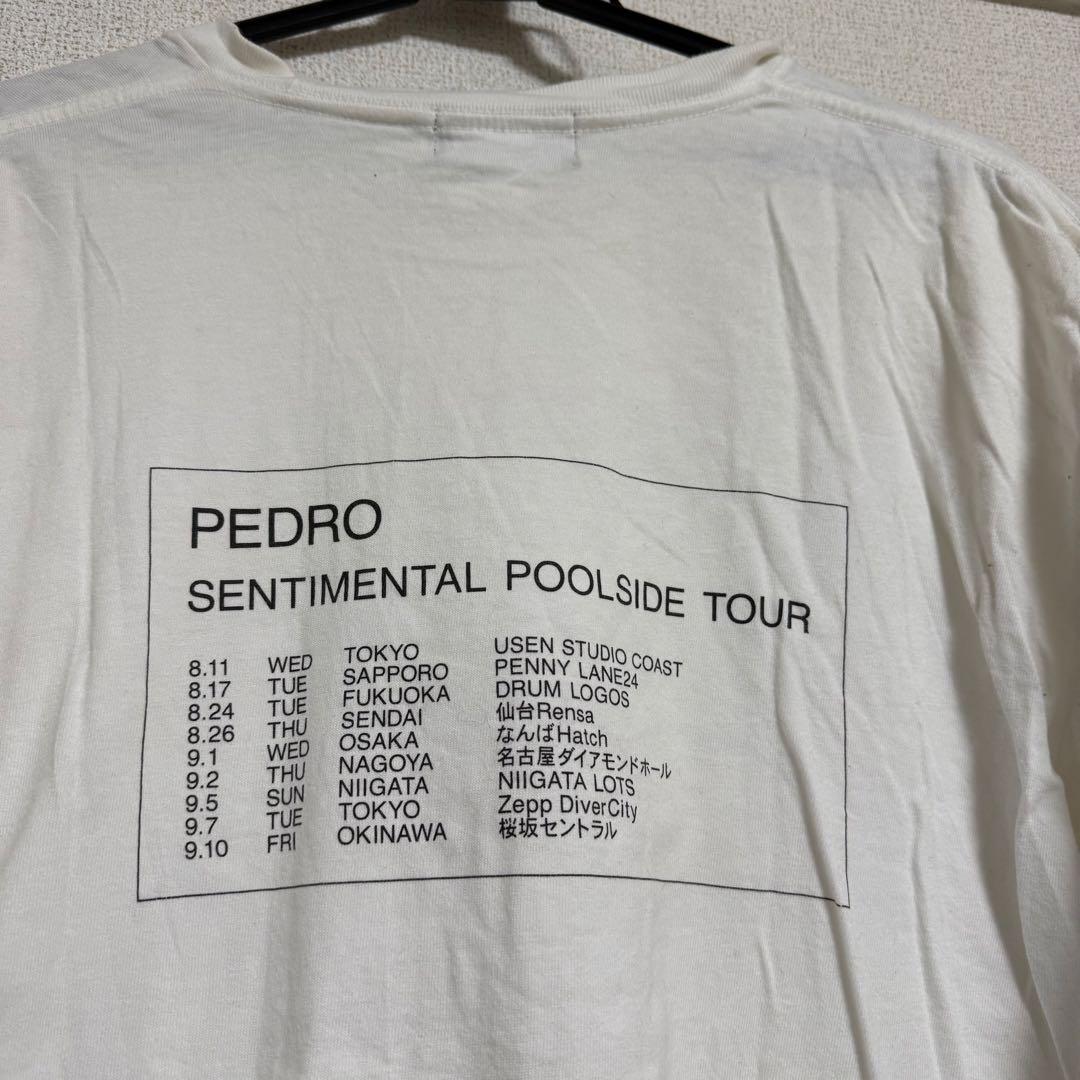 PEDRO
SENTIMENTAL POOLSIDE TOUR
8.11 WED TOKYO USEN STUDIO COAST
8.17 TUE SAPPORO PENNY LANE24
8.24 TUE FUKUOKA DRUM LOGOS
8.26 THU SENDAI 仙台Rensa
9.1 WED OSAKA なんばHatch
9.2 THU NAGOYA 名古屋ダイアモンドホール
9.5 SUN NIIGATA NIIGATA LOTS
9.7 TUE TOKYO Zepp DiverCity
9.10 FRI OKINAWA 桜坂セントラル